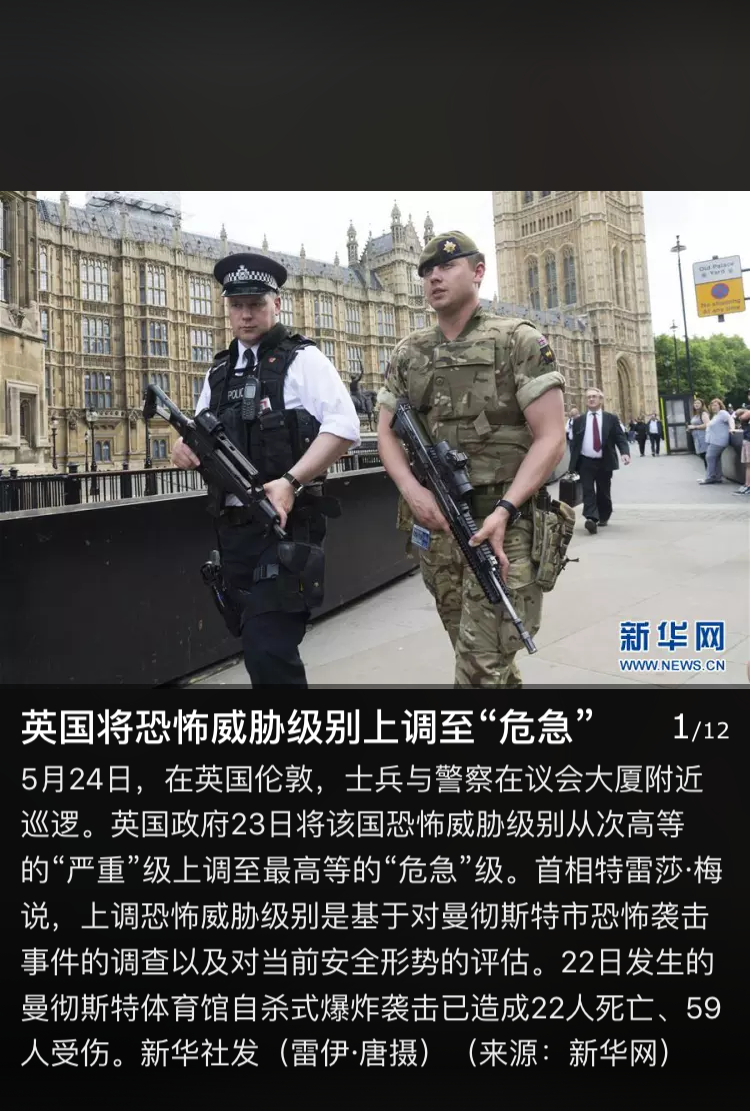 POLICE
Old Palace
Yard
No stopping
at any time
新华网
WWW.NEWS.CN
英国将恐怖威胁级别上调至“危急” 1/12
5月24日，在英国伦敦，士兵与警察在议会大厦附近
巡逻。英国政府23日将该国恐怖威胁级别从次高等
的“严重”级上调至最高等的“危急”级。首相特雷莎·梅
说，上调恐怖威胁级别是基于对曼彻斯特市恐怖袭击
事件的调查以及对当前安全形势的评估。22日发生的
曼彻斯特体育馆自杀式爆炸袭击已造成22人死亡、59
人受伤。新华社发（雷伊·唐摄）（来源：新华网）